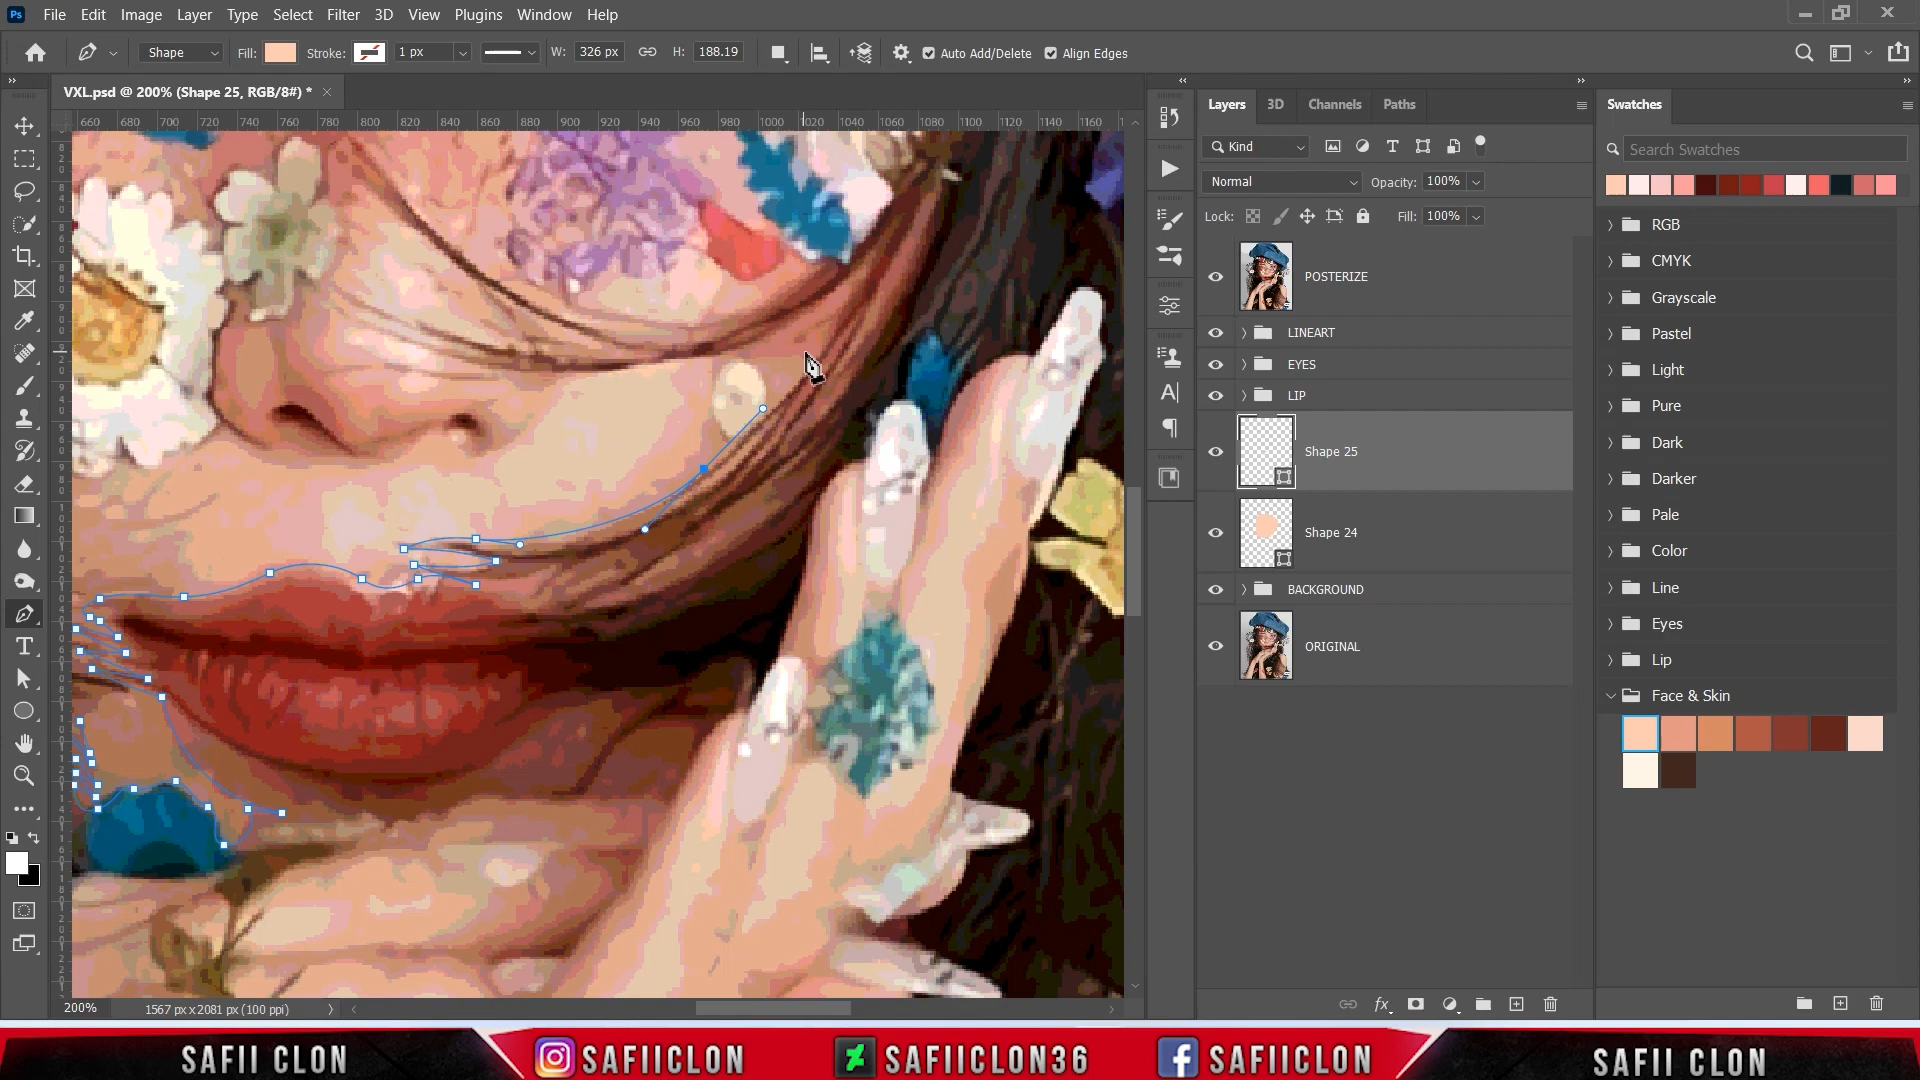 Ps File Edit Image Layer Type Select Filter 3D View Plugins Window Help
Shape Fill: Stroke: 1 px W: 326 px H: 188.19 Auto Add/Delete Align Edges
VXL.psd @ 200% (Shape 25, RGB/8#) *
660 680 700 720 740 760 780 800 820 840 860 880 900 920 940 960 980 1000 1020 1040 1060 1080 1100 1120 1140 1160
Layers 3D Channels Paths
Kind
Normal Opacity: 100%
Lock: Fill: 100%
POSTERIZE
LINEART
EYES
LIP
Shape 25
Shape 24
BACKGROUND
ORIGINAL
Swatches
Search Swatches
RGB
CMYK
Grayscale
Pastel
Light
Pure
Dark
Darker
Pale
Color
Line
Eyes
Lip
Face & Skin
200% 1567 px x 2081 px (100 ppi)
SAFII CLON SAFIICLON SAFIICLON36 SAFIICLON SAFII CLON